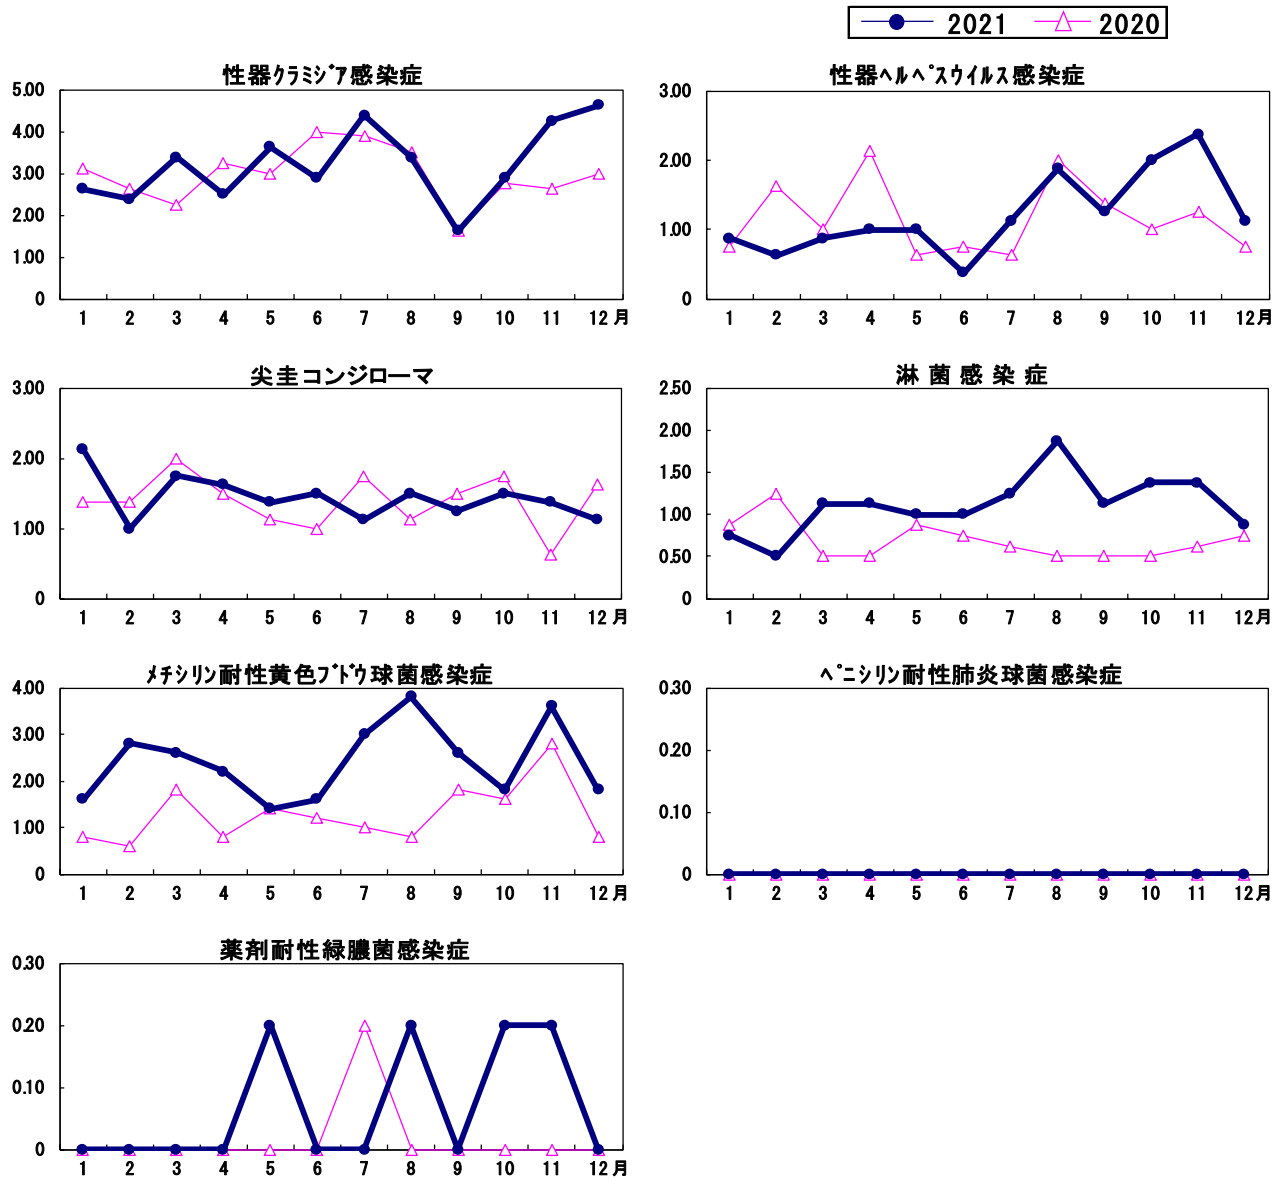 2021 2020
性器ｸﾗﾐｼﾞｱ感染症
5.00
4.00
3.00
2.00
1.00
0
1 2 3 4 5 6 7 8 9 10 11 12 月
性器ﾍﾙﾍﾟｽｳｲﾙｽ感染症
3.00
2.00
1.00
0
1 2 3 4 5 6 7 8 9 10 11 12月
尖圭コンジローマ
3.00
2.00
1.00
0
1 2 3 4 5 6 7 8 9 10 11 12 月
淋 菌 感 染 症
2.50
2.00
1.50
1.00
0.50
0
1 2 3 4 5 6 7 8 9 10 11 12 月
ﾒﾁｼﾘﾝ耐性黄色ﾌﾞﾄﾞｳ球菌感染症
4.00
3.00
2.00
1.00
0
1 2 3 4 5 6 7 8 9 10 11 12 月
ﾍﾟﾆｼﾘﾝ耐性肺炎球菌感染症
0.30
0.20
0.10
0
1 2 3 4 5 6 7 8 9 10 11 12月
薬剤耐性緑膿菌感染症
0.30
0.20
0.10
0
1 2 3 4 5 6 7 8 9 10 11 12 月